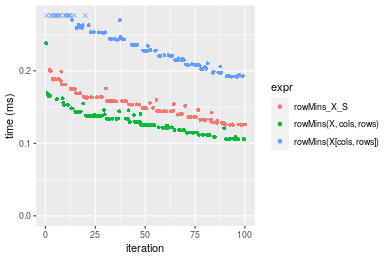 time (ms)
0.2
0.1
0.0
0
25
50
75
100
iteration
expr
rowMins_X_S
rowMins(X, cols, rows)
rowMins(X[cols, rows])